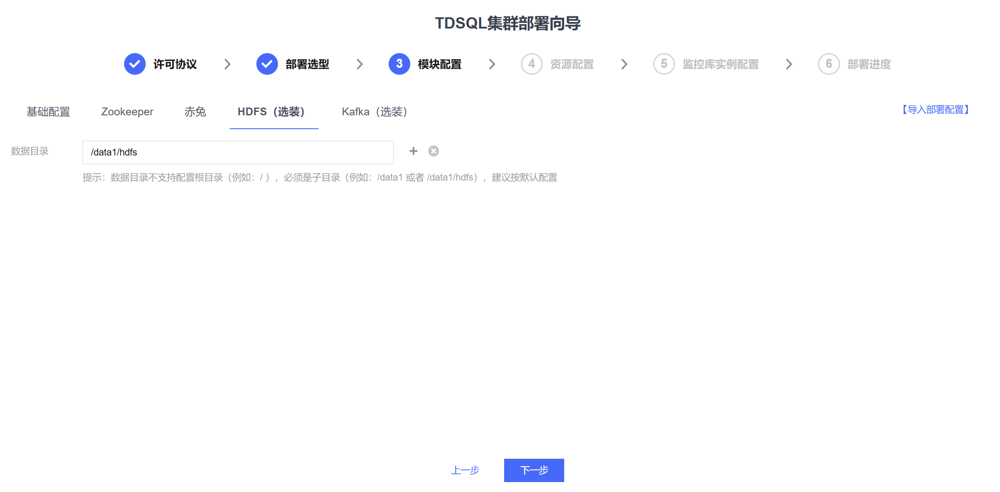 TDSQL集群部署向导
许可协议 部署选型 3 模块配置 4 资源配置 5 监控库实例配置 6 部署进度
基础配置 Zookeeper 赤兔 HDFS（选装） Kafka（选装） 【导入部署配置】
数据目录 /data1/hdfs
提示：数据目录不支持配置根目录（例如：/ ），必须是子目录（例如：/data1 或者 /data1/hdfs），建议按默认配置
上一步 下一步